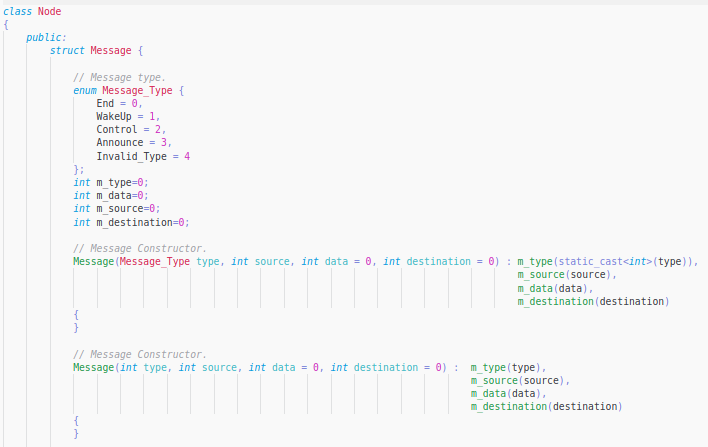 class Node
{
public:
struct Message {
// Message type.
enum Message_Type {
End = 0,
WakeUp = 1,
Control = 2,
Announce = 3,
Invalid_Type = 4
};
int m_type=0;
int m_data=0;
int m_source=0;
int m_destination=0;
// Message Constructor.
Message(Message_Type type, int source, int data = 0, int destination = 0) : m_type(static_cast<int>(type)),
m_source(source),
m_data(data),
m_destination(destination)
{
}
// Message Constructor.
Message(int type, int source, int data = 0, int destination = 0) : m_type(type),
m_source(source),
m_data(data),
m_destination(destination)
{
}